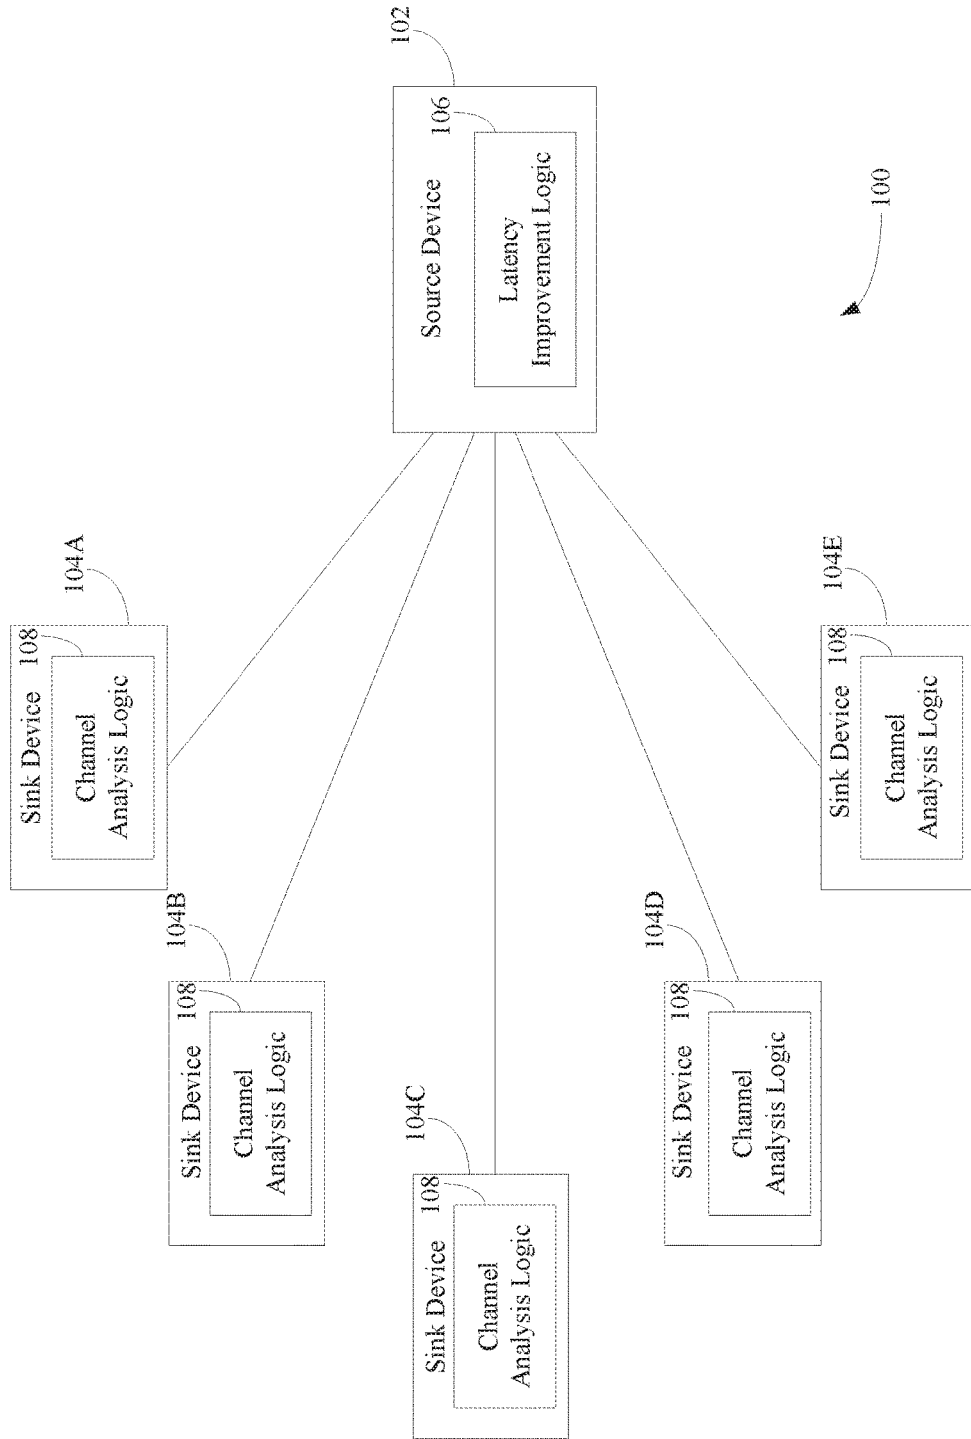 102
Source Device
106
Latency
Improvement Logic
100
104A
Sink Device
108
Channel
Analysis Logic
104B
Sink Device
108
Channel
Analysis Logic
104C
Sink Device
108
Channel
Analysis Logic
104D
Sink Device
108
Channel
Analysis Logic
104E
Sink Device
108
Channel
Analysis Logic